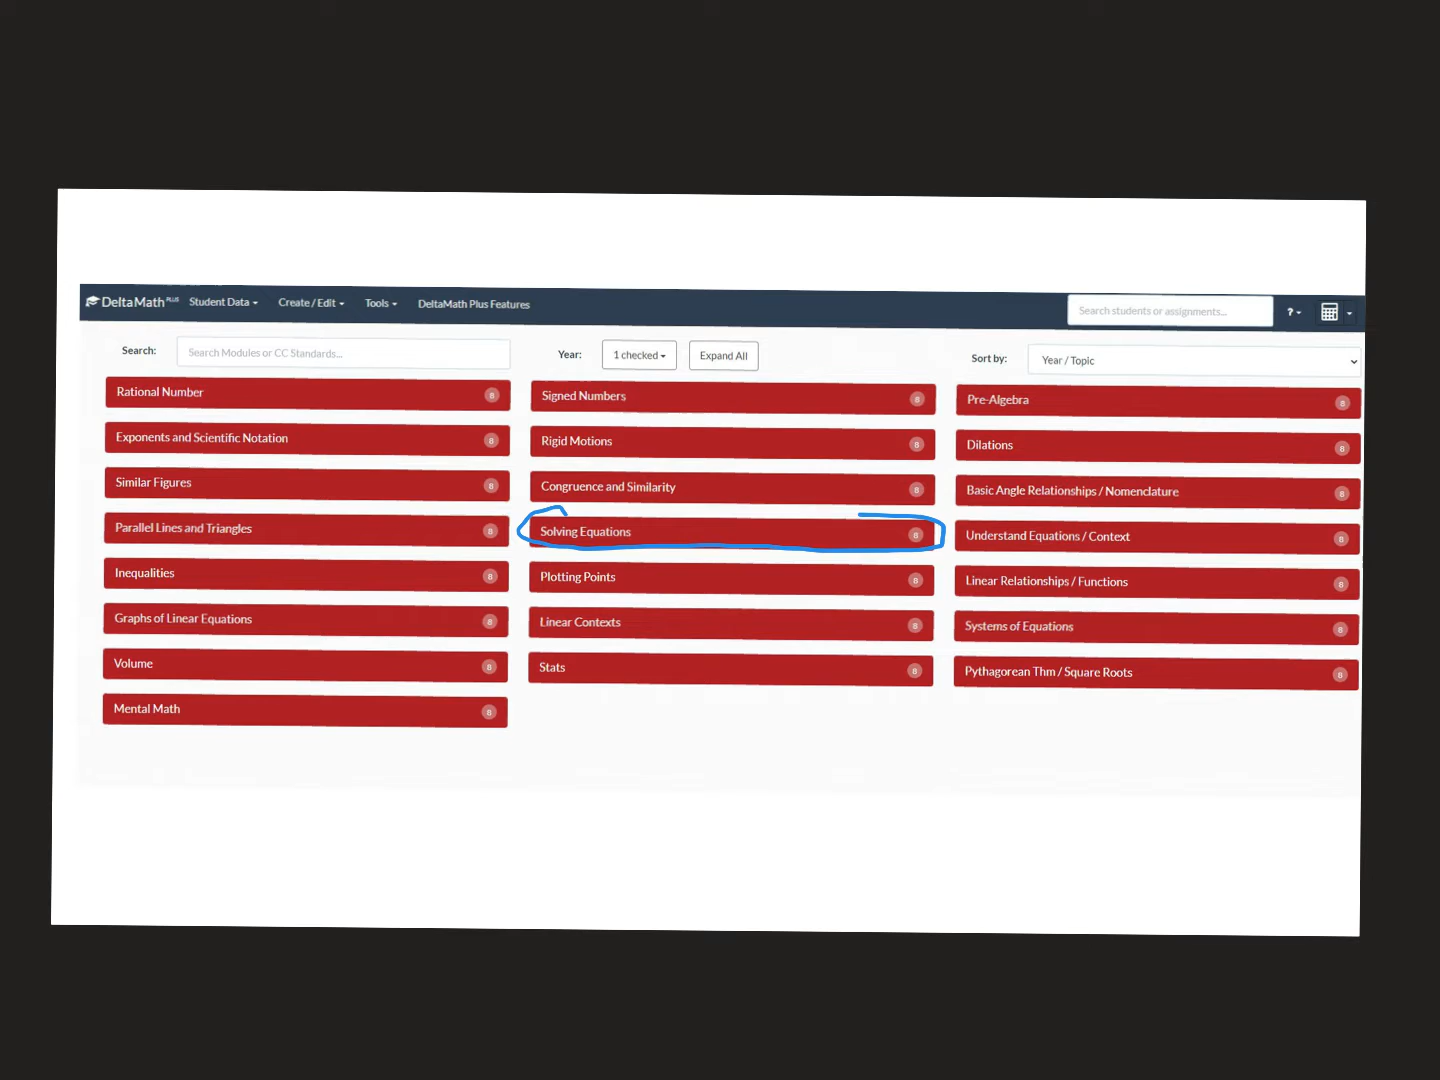 DeltaMath PLUS Student Data Create / Edit Tools DeltaMath Plus Features Search students or assignments... ?
Search: Search Modules or CC Standards... Year: 1 checked Expand All Sort by: Year / Topic
Rational Number 8 Signed Numbers 8 Pre-Algebra 8
Exponents and Scientific Notation 8 Rigid Motions 8 Dilations 8
Similar Figures 8 Congruence and Similarity 8 Basic Angle Relationships / Nomenclature 8
Parallel Lines and Triangles 8 Solving Equations 8 Understand Equations / Context 8
Inequalities 8 Plotting Points 8 Linear Relationships / Functions 8
Graphs of Linear Equations 8 Linear Contexts 8 Systems of Equations 8
Volume 8 Stats 8 Pythagorean Thm / Square Roots 8
Mental Math 8